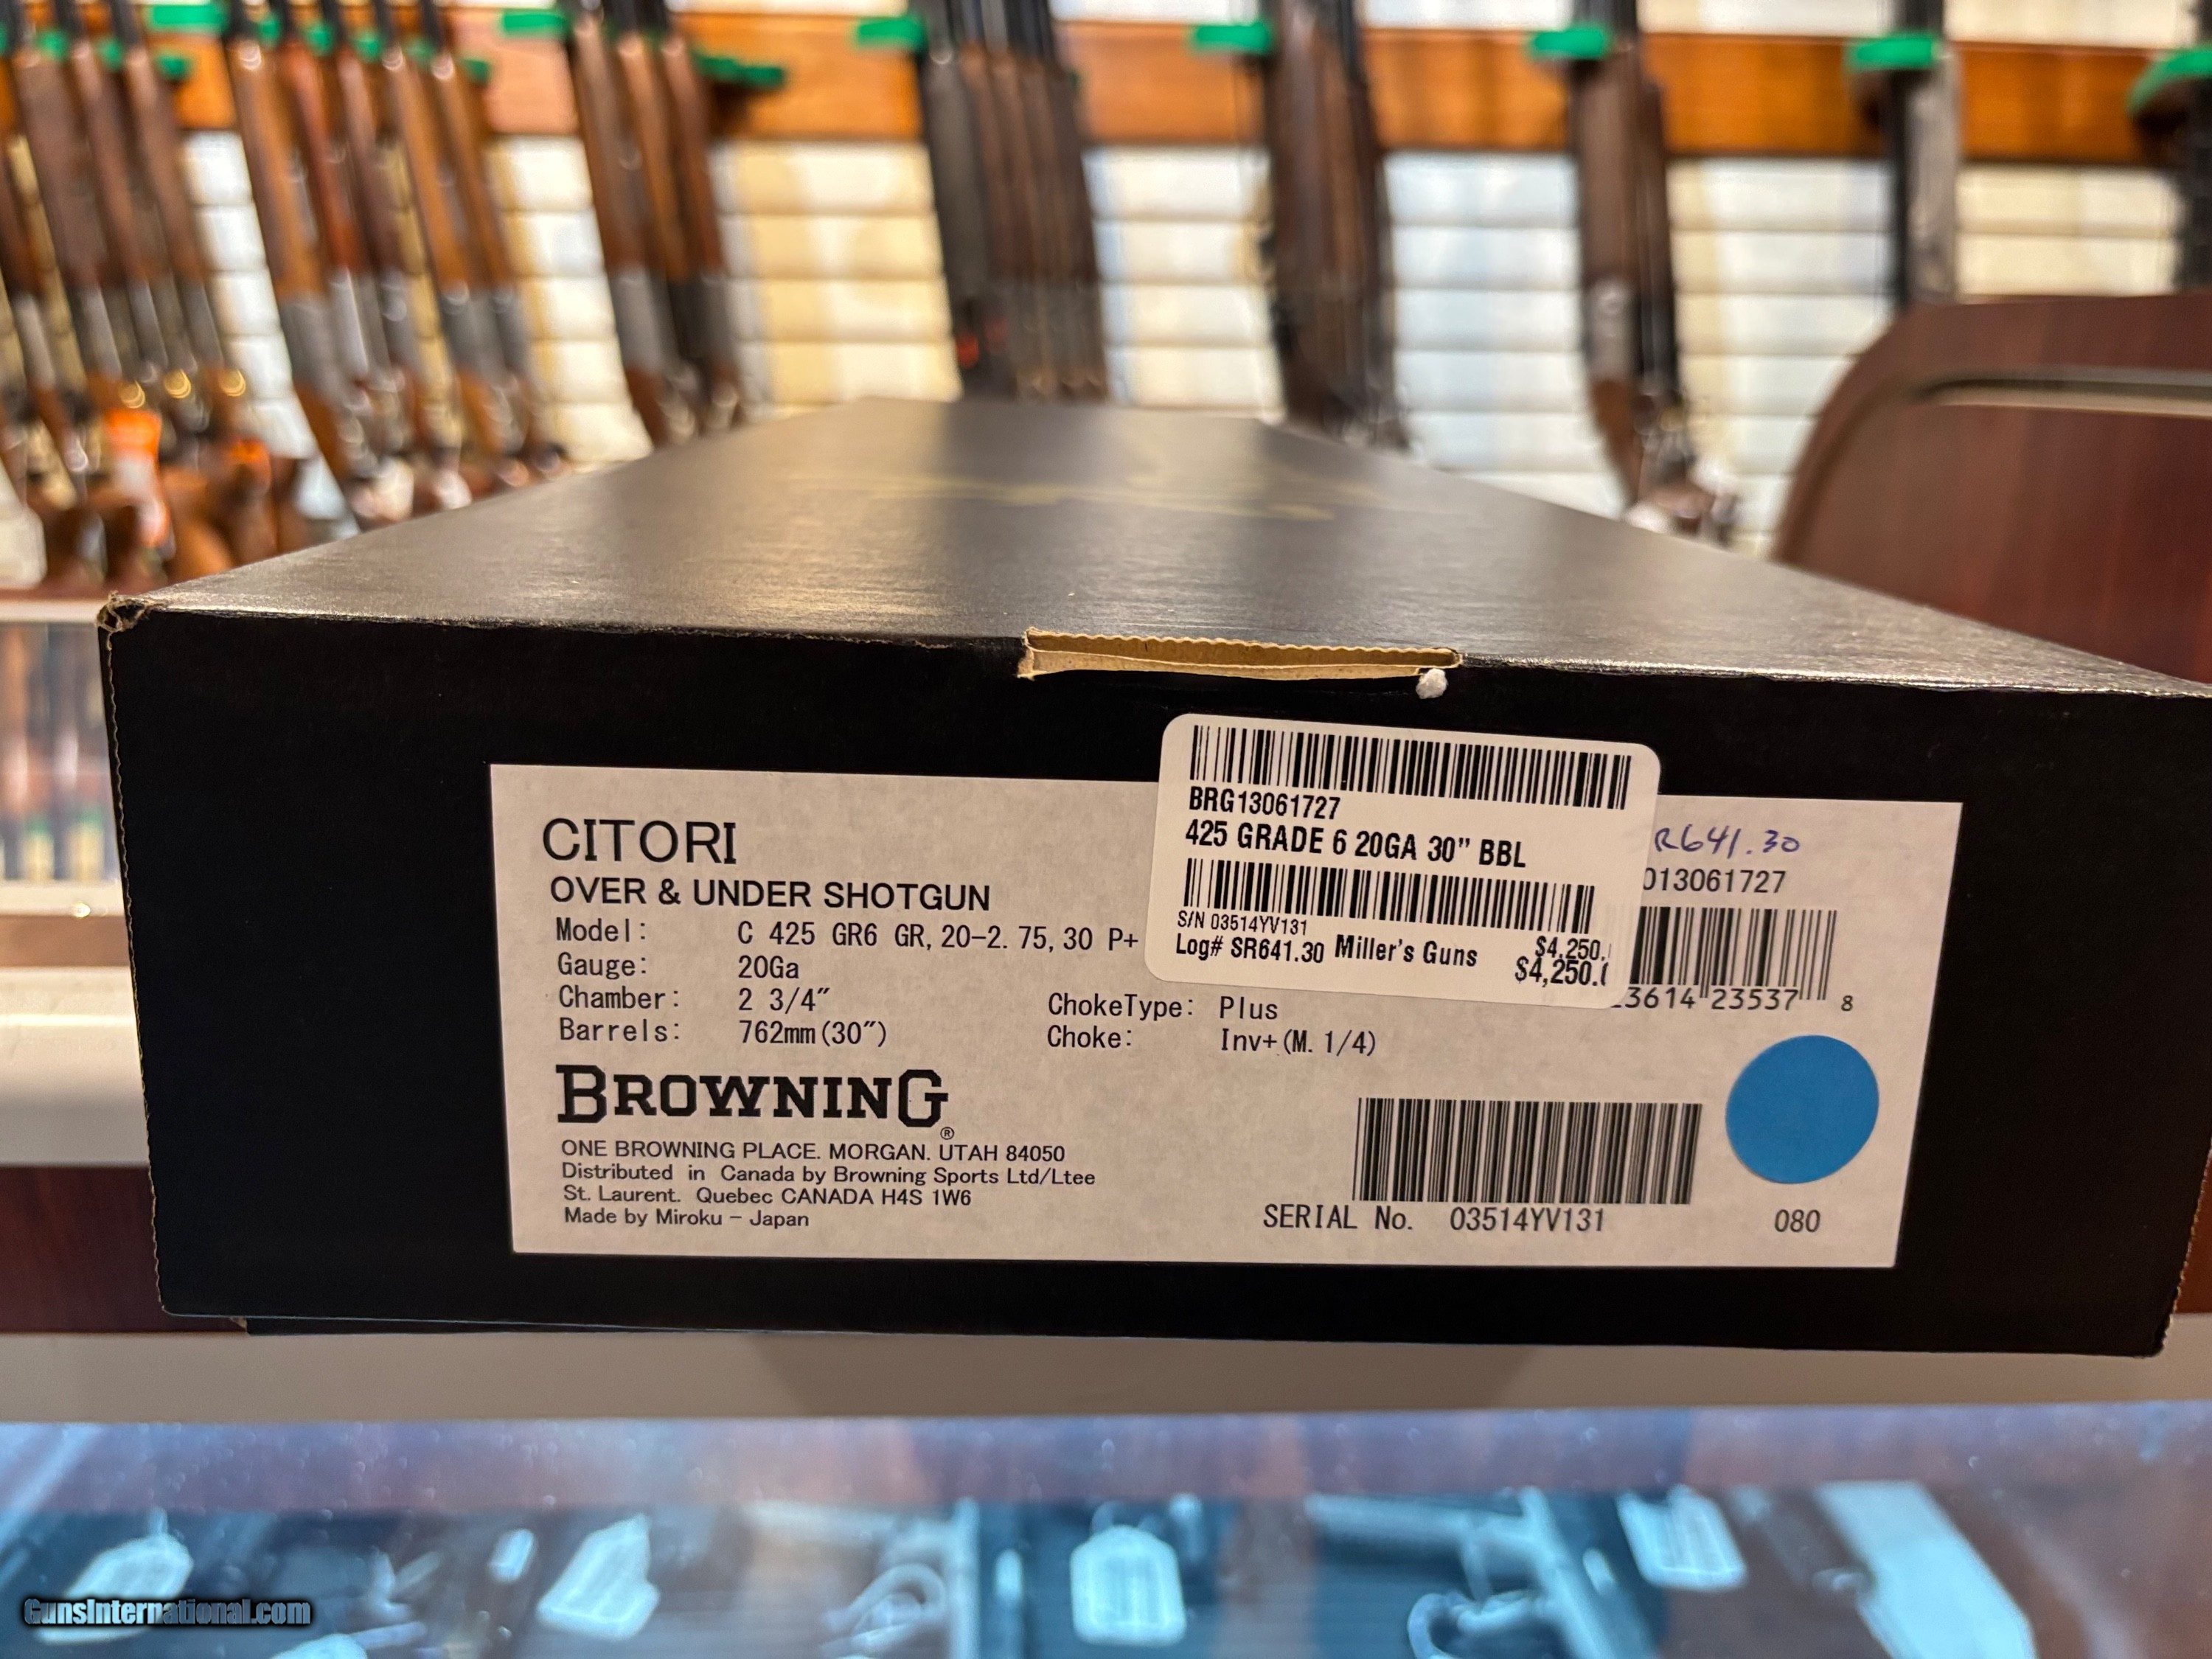 BRG13061727
425 GRADE 6 20GA 30" BBL
S/N 03514YV131
Log# SR641.30 Miller's Guns
$4,250.
$4,250.
CITORI
OVER & UNDER SHOTGUN
Model: C 425 GR6 GR,20-2.75,30 P+
Gauge: 20Ga
Chamber: 2 3/4"
Barrels: 762mm(30")
ChokeType: Plus
Choke: Inv+(M.1/4)
R641.30
013061727
23614 23537 8
BROWNING®
ONE BROWNING PLACE. MORGAN. UTAH 84050
Distributed in Canada by Browning Sports Ltd/Ltee
St. Laurent. Quebec CANADA H4S 1W6
Made by Miroku - Japan
SERIAL No. 03514YV131
080
GunsInternational.com